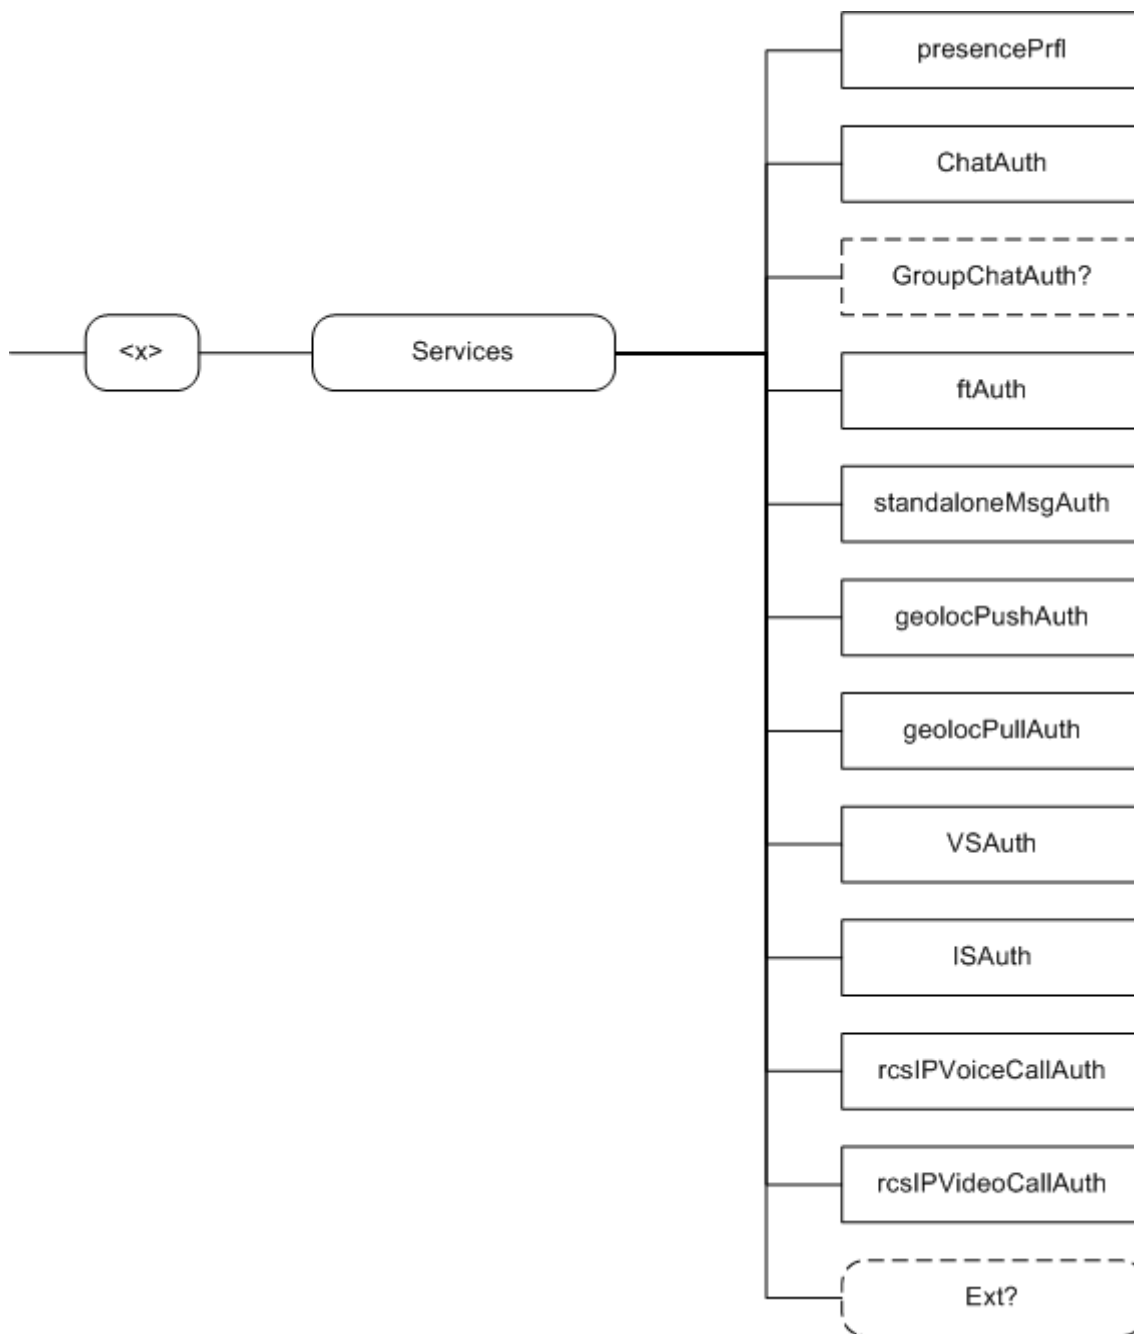 presencePrfl
ChatAuth
GroupChatAuth?
<x>
Services
ftAuth
standaloneMsgAuth
geolocPushAuth
geolocPullAuth
VSAuth
ISAuth
rcsIPVoiceCallAuth
rcsIPVideoCallAuth
Ext?